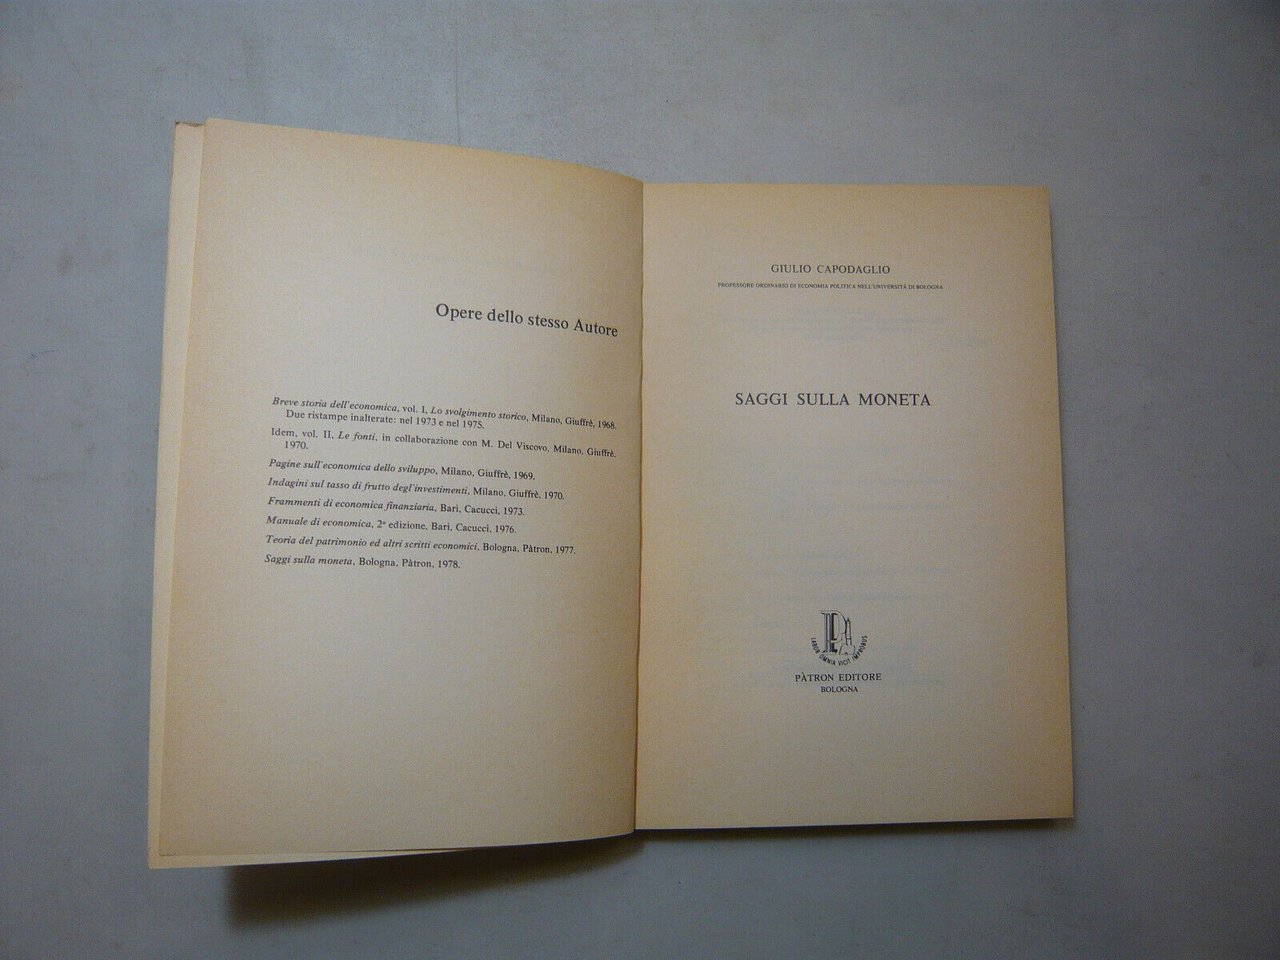 Opere dello stesso Autore
Breve storia dell'economica, vol. I, Lo svolgimento storico, Milano, Giuffrè, 1968.
Due ristampe inalterate: nel 1973 e nel 1975.
Idem, vol. II, Le fonti, in collaborazione con M. Del Viscovo, Milano, Giuffrè,
1970.
Pagine sull'economica dello sviluppo, Milano, Giuffrè, 1969.
Indagini sul tasso di frutto degl'investimenti, Milano, Giuffrè, 1970.
Frammenti di economica finanziaria, Bari, Cacucci, 1973.
Manuale di economica, 2ª edizione, Bari, Cacucci, 1976.
Teoria del patrimonio ed altri scritti economici, Bologna, Pàtron, 1977.
Saggi sulla moneta, Bologna, Pàtron, 1978.
GIULIO CAPODAGLIO
PROFESSORE ORDINARIO DI ECONOMIA POLITICA NELL'UNIVERSITÀ DI BOLOGNA
SAGGI SULLA MONETA
LABOR OMNIA VICIT IMPROBUS
PÀTRON EDITORE
BOLOGNA